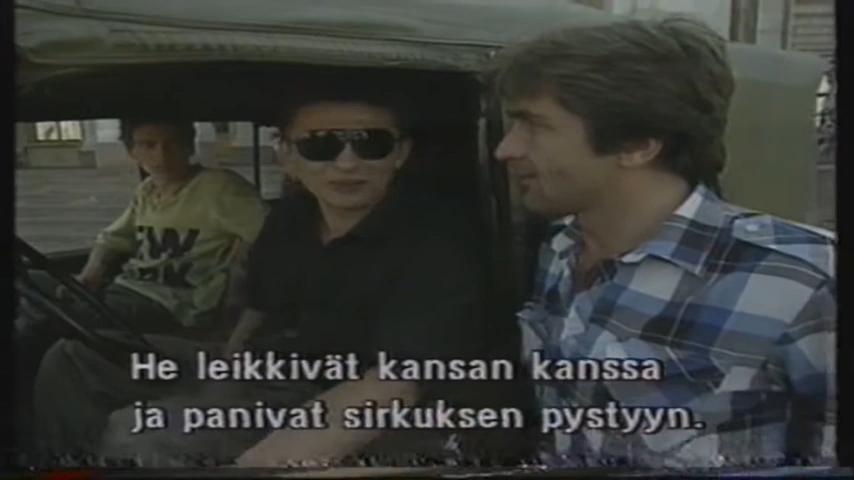 He leikkivät kansan kanssa
ja panivat sirkuksen pystyyn.